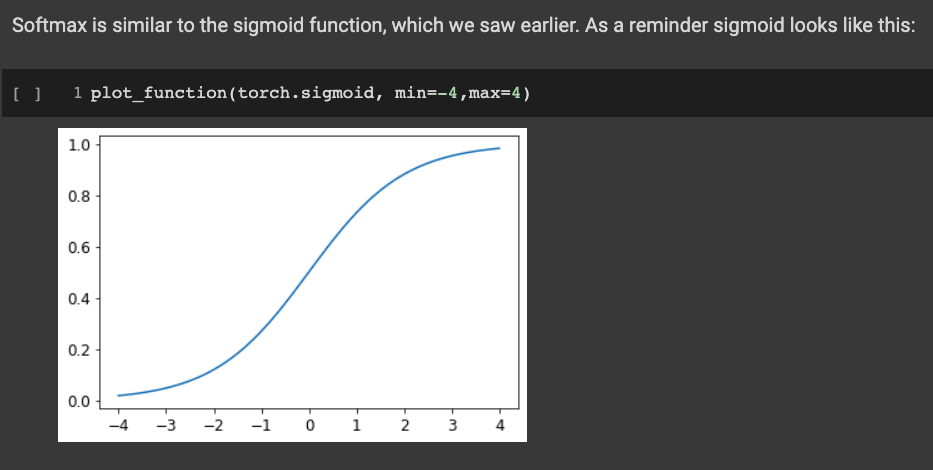 Softmax is similar to the sigmoid function, which we saw earlier. As a reminder sigmoid looks like this:
[ ] 1 plot_function(torch.sigmoid, min=-4,max=4)
1.0
0.8
0.6
0.4
0.2
0.0
−4 −3 −2 −1 0 1 2 3 4